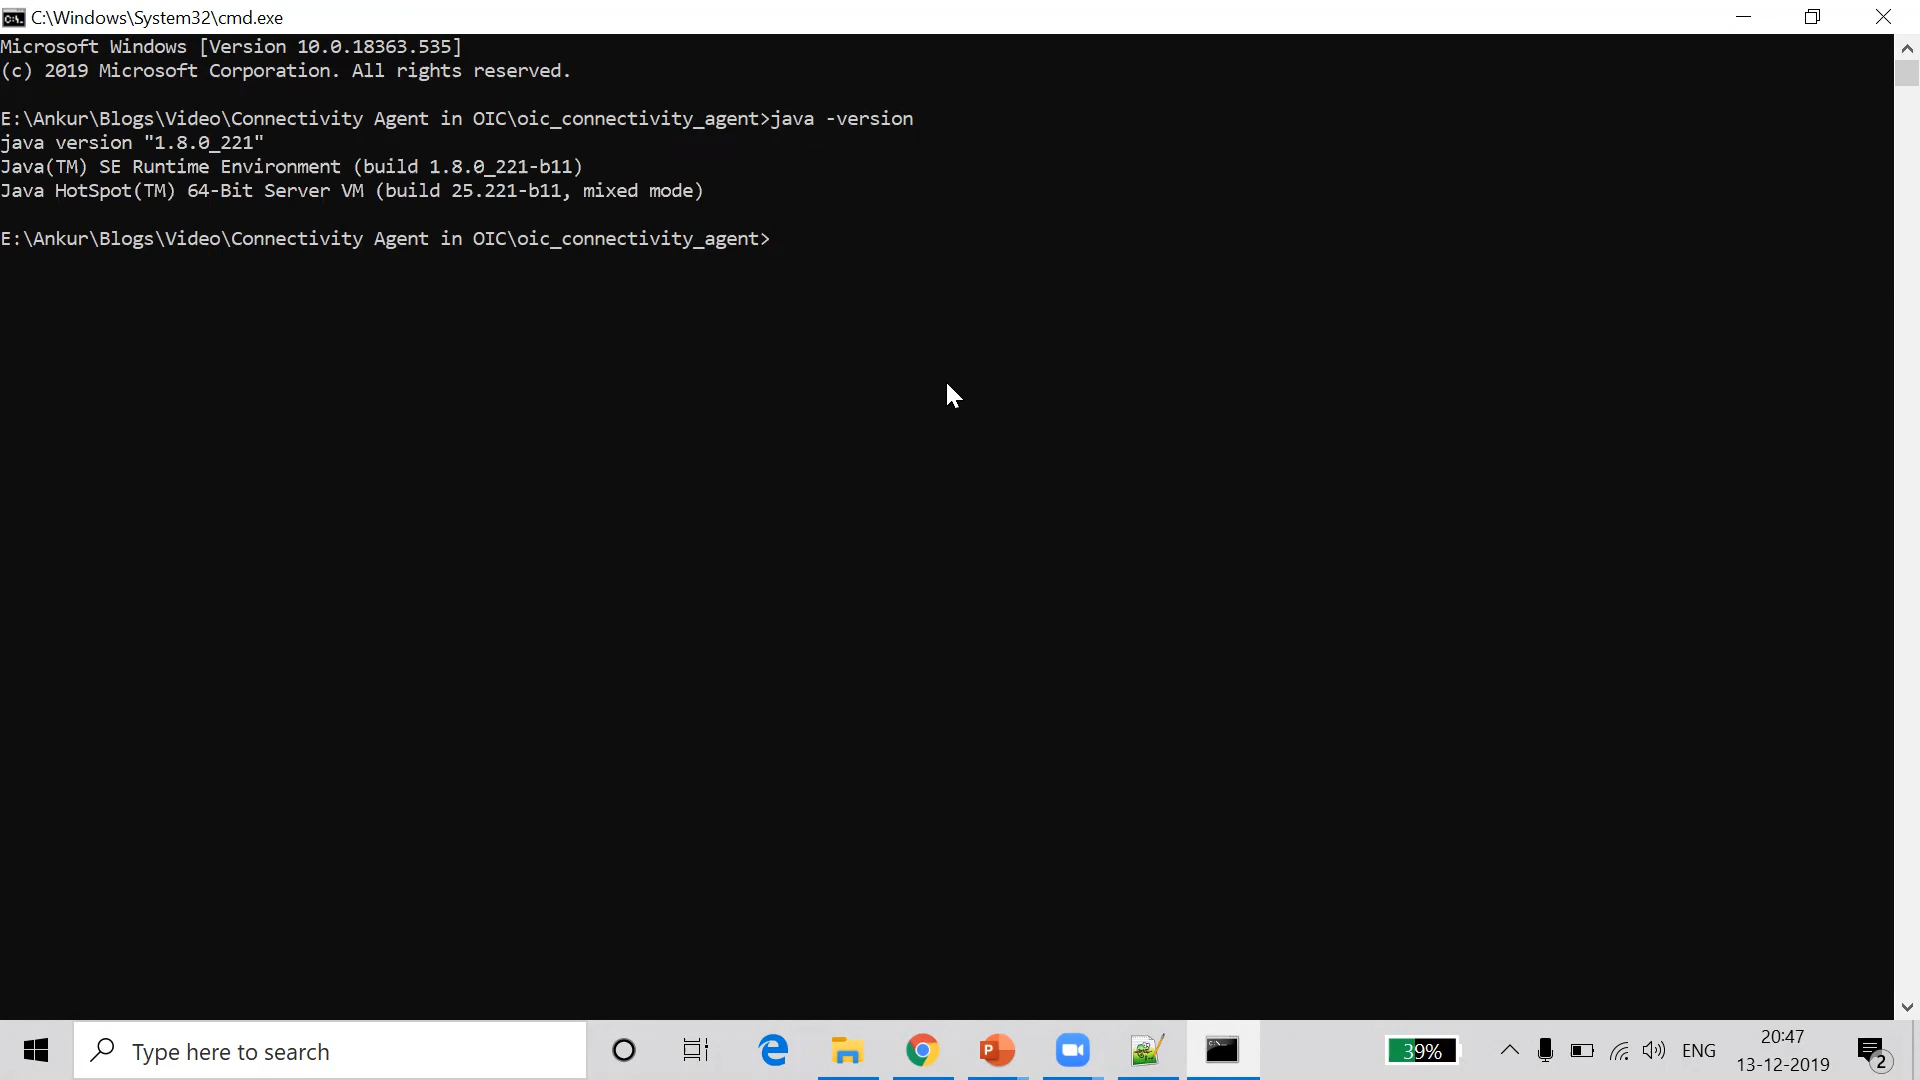 C:\Windows\System32\cmd.exe
Microsoft Windows [Version 10.0.18363.535]
(c) 2019 Microsoft Corporation. All rights reserved.
E:\Ankur\Blogs\Video\Connectivity Agent in OIC\oic_connectivity_agent>java -version
java version "1.8.0_221"
Java(TM) SE Runtime Environment (build 1.8.0_221-b11)
Java HotSpot(TM) 64-Bit Server VM (build 25.221-b11, mixed mode)
E:\Ankur\Blogs\Video\Connectivity Agent in OIC\oic_connectivity_agent>
Type here to search
39%
ENG
20:47
13-12-2019
2